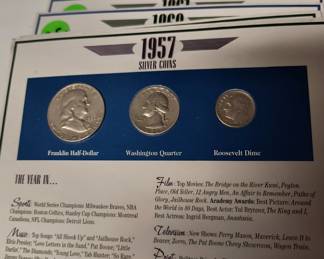 1961
1960
1957
SILVER COINS
Franklin Half-Dollar
Washington Quarter
Roosevelt Dime
THE YEAR IN...
Sports: World Series Champions: Milwaukee Braves, NBA
Champions: Boston Celtics, Stanley Cup Champions: Montreal
Canadiens, NFL Champions: Detroit Lions.
Music: Top Songs: "All Shook Up" and "Jailhouse Rock,"
Elvis Presley; "Love Letters in the Sand," Pat Boone; "Little
Darlin'," The Diamonds; "Young Love," Tab Hunter; "So Rare,"
Film: Top Movies: The Bridge on the River Kwai, Peyton
Place, Old Yeller, 12 Angry Men, An Affair to Remember, Paths of
Glory, Jailhouse Rock. Academy Awards: Best Picture: Around
the World in 80 Days, Best Actor: Yul Brynner, The King and I,
Best Actress: Ingrid Bergman, Anastasia.
Television: New Shows: Perry Mason, Maverick, Leave It to
Beaver, Zorro, The Pat Boone Chevy Showroom, Wagon Train.